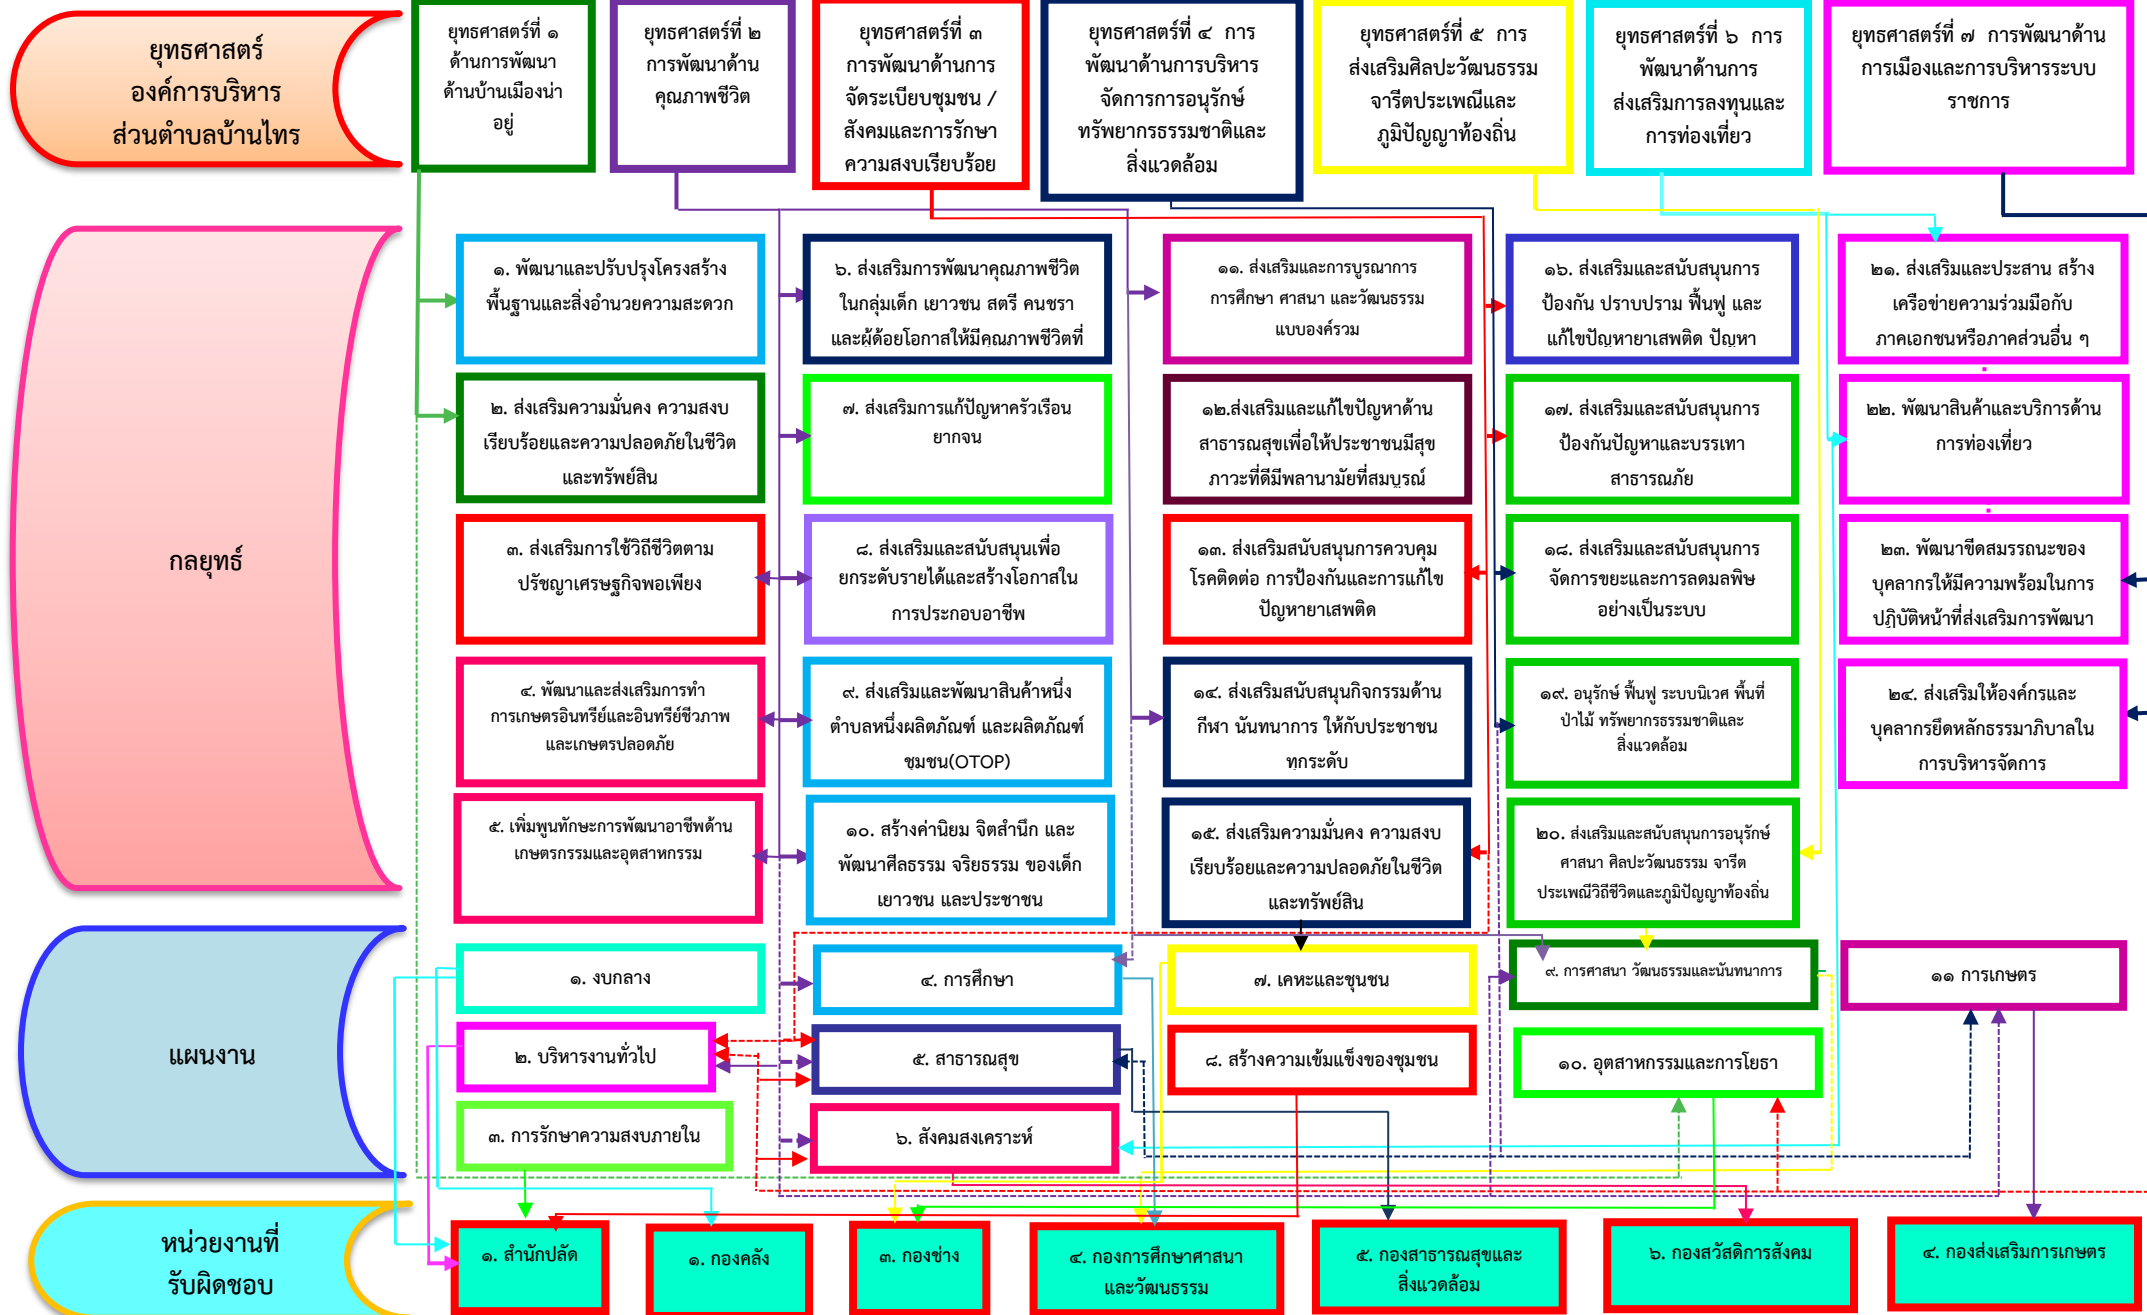 ยุทธศาสตร์
องค์การบริหาร
ส่วนตำบลบ้านไทร
ยุทธศาสตร์ที่ ๑
ด้านการพัฒนา
ด้านบ้านเมืองน่า
อยู่
ยุทธศาสตร์ที่ ๒
การพัฒนาด้าน
คุณภาพชีวิต
ยุทธศาสตร์ที่ ๓
การพัฒนาด้านการ
จัดระเบียบชุมชน /
สังคมและการรักษา
ความสงบเรียบร้อย
ยุทธศาสตร์ที่ ๔ การ
พัฒนาด้านการบริหาร
จัดการการอนุรักษ์
ทรัพยากรธรรมชาติและ
สิ่งแวดล้อม
ยุทธศาสตร์ที่ ๕ การ
ส่งเสริมศิลปะวัฒนธรรม
จารีตประเพณีและ
ภูมิปัญญาท้องถิ่น
ยุทธศาสตร์ที่ ๖ การ
พัฒนาด้านการ
ส่งเสริมการลงทุนและ
การท่องเที่ยว
ยุทธศาสตร์ที่ ๗ การพัฒนาด้าน
การเมืองและการบริหารระบบ
ราชการ
กลยุทธ์
๑. พัฒนาและปรับปรุงโครงสร้าง
พื้นฐานและสิ่งอำนวยความสะดวก
๖. ส่งเสริมการพัฒนาคุณภาพชีวิต
ในกลุ่มเด็ก เยาวชน สตรี คนชรา
และผู้ด้อยโอกาสให้มีคุณภาพชีวิตที่
๑๑. ส่งเสริมและการบูรณาการ
การศึกษา ศาสนา และวัฒนธรรม
แบบองค์รวม
๑๖. ส่งเสริมและสนับสนุนการ
ป้องกัน ปราบปราม ฟื้นฟู และ
แก้ไขปัญหายาเสพติด ปัญหา
๒๑. ส่งเสริมและประสาน สร้าง
เครือข่ายความร่วมมือกับ
ภาคเอกชนหรือภาคส่วนอื่น ๆ
๒. ส่งเสริมความมั่นคง ความสงบ
เรียบร้อยและความปลอดภัยในชีวิต
และทรัพย์สิน
๗. ส่งเสริมการแก้ปัญหาครัวเรือน
ยากจน
๑๒.ส่งเสริมและแก้ไขปัญหาด้าน
สาธารณสุขเพื่อให้ประชาชนมีสุข
ภาวะที่ดีมีพลานามัยที่สมบูรณ์
๑๗. ส่งเสริมและสนับสนุนการ
ป้องกันปัญหาและบรรเทา
สาธารณภัย
๒๒. พัฒนาสินค้าและบริการด้าน
การท่องเที่ยว
๓. ส่งเสริมการใช้วิถีชีวิตตาม
ปรัชญาเศรษฐกิจพอเพียง
๘. ส่งเสริมและสนับสนุนเพื่อ
ยกระดับรายได้และสร้างโอกาสใน
การประกอบอาชีพ
๑๓. ส่งเสริมสนับสนุนการควบคุม
โรคติดต่อ การป้องกันและการแก้ไข
ปัญหายาเสพติด
๑๘. ส่งเสริมและสนับสนุนการ
จัดการขยะและการลดมลพิษ
อย่างเป็นระบบ
๒๓. พัฒนาขีดสมรรถนะของ
บุคลากรให้มีความพร้อมในการ
ปฏิบัติหน้าที่ส่งเสริมการพัฒนา
๔. พัฒนาและส่งเสริมการทำ
การเกษตรอินทรีย์และอินทรีย์ชีวภาพ
และเกษตรปลอดภัย
๙. ส่งเสริมและพัฒนาสินค้าหนึ่ง
ตำบลหนึ่งผลิตภัณฑ์ และผลิตภัณฑ์
ชุมชน(OTOP)
๑๔. ส่งเสริมสนับสนุนกิจกรรมด้าน
กีฬา นันทนาการ ให้กับประชาชน
ทุกระดับ
๑๙. อนุรักษ์ ฟื้นฟู ระบบนิเวศ พื้นที่
ป่าไม้ ทรัพยากรธรรมชาติและ
สิ่งแวดล้อม
๒๔. ส่งเสริมให้องค์กรและ
บุคลากรยึดหลักธรรมาภิบาลใน
การบริหารจัดการ
๕. เพิ่มพูนทักษะการพัฒนาอาชีพด้าน
เกษตรกรรมและอุตสาหกรรม
๑๐. สร้างค่านิยม จิตสำนึก และ
พัฒนาศีลธรรม จริยธรรม ของเด็ก
เยาวชน และประชาชน
๑๕. ส่งเสริมความมั่นคง ความสงบ
เรียบร้อยและความปลอดภัยในชีวิต
และทรัพย์สิน
๒๐. ส่งเสริมและสนับสนุนการอนุรักษ์
ศาสนา ศิลปะวัฒนธรรม จารีต
ประเพณีวิถีชีวิตและภูมิปัญญาท้องถิ่น
แผนงาน
๑. งบกลาง
๔. การศึกษา
๗. เคหะและชุนชน
๙. การศาสนา วัฒนธรรมและนันทนาการ
๑๑ การเกษตร
๒. บริหารงานทั่วไป
๕. สาธารณสุข
๘. สร้างความเข้มแข็งของชุมชน
๑๐. อุตสาหกรรมและการโยธา
๓. การรักษาความสงบภายใน
๖. สังคมสงเคราะห์
หน่วยงานที่
รับผิดชอบ
๑. สำนักปลัด
๑. กองคลัง
๓. กองช่าง
๔. กองการศึกษาศาสนา
และวัฒนธรรม
๕. กองสาธารณสุขและ
สิ่งแวดล้อม
๖. กองสวัสดิการสังคม
๔. กองส่งเสริมการเกษตร